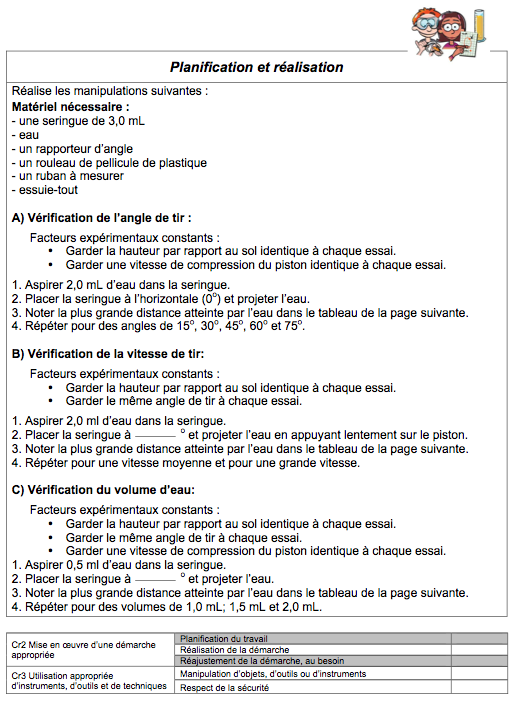 Planification et réalisation
Réalise les manipulations suivantes :
Matériel nécessaire :
- une seringue de 3,0 mL
- eau
- un rapporteur d'angle
- un rouleau de pellicule de plastique
- un ruban à mesurer
- essuie-tout
A) Vérification de l'angle de tir :
Facteurs expérimentaux constants :
• Garder la hauteur par rapport au sol identique à chaque essai.
• Garder une vitesse de compression du piston identique à chaque essai.
1. Aspirer 2,0 mL d'eau dans la seringue.
2. Placer la seringue à l'horizontale (0°) et projeter l'eau.
3. Noter la plus grande distance atteinte par l'eau dans le tableau de la page suivante.
4. Répéter pour des angles de 15°, 30°, 45°, 60° et 75°.
B) Vérification de la vitesse de tir:
Facteurs expérimentaux constants :
• Garder la hauteur par rapport au sol identique à chaque essai.
• Garder le même angle de tir à chaque essai.
1. Aspirer 2,0 ml d'eau dans la seringue.
2. Placer la seringue à ______ ° et projeter l'eau en appuyant lentement sur le piston.
3. Noter la plus grande distance atteinte par l'eau dans le tableau de la page suivante.
4. Répéter pour une vitesse moyenne et pour une grande vitesse.
C) Vérification du volume d'eau:
Facteurs expérimentaux constants :
• Garder la hauteur par rapport au sol identique à chaque essai.
• Garder le même angle de tir à chaque essai.
• Garder une vitesse de compression du piston identique à chaque essai.
1. Aspirer 0,5 ml d'eau dans la seringue.
2. Placer la seringue à ______ ° et projeter l'eau.
3. Noter la plus grande distance atteinte par l'eau dans le tableau de la page suivante.
4. Répéter pour des volumes de 1,0 mL; 1,5 mL et 2,0 mL.
Cr2 Mise en œuvre d'une démarche
appropriée
Planification du travail
Réalisation de la démarche
Réajustement de la démarche, au besoin
Cr3 Utilisation appropriée
d'instruments, d'outils et de techniques
Manipulation d'objets, d'outils ou d'instruments
Respect de la sécurité